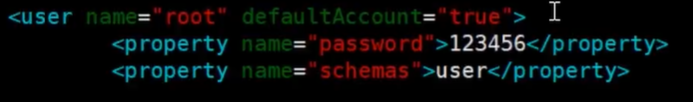 <user name="root" defaultAccount="true">
<property name="password">123456</property>
<property name="schemas">user</property>